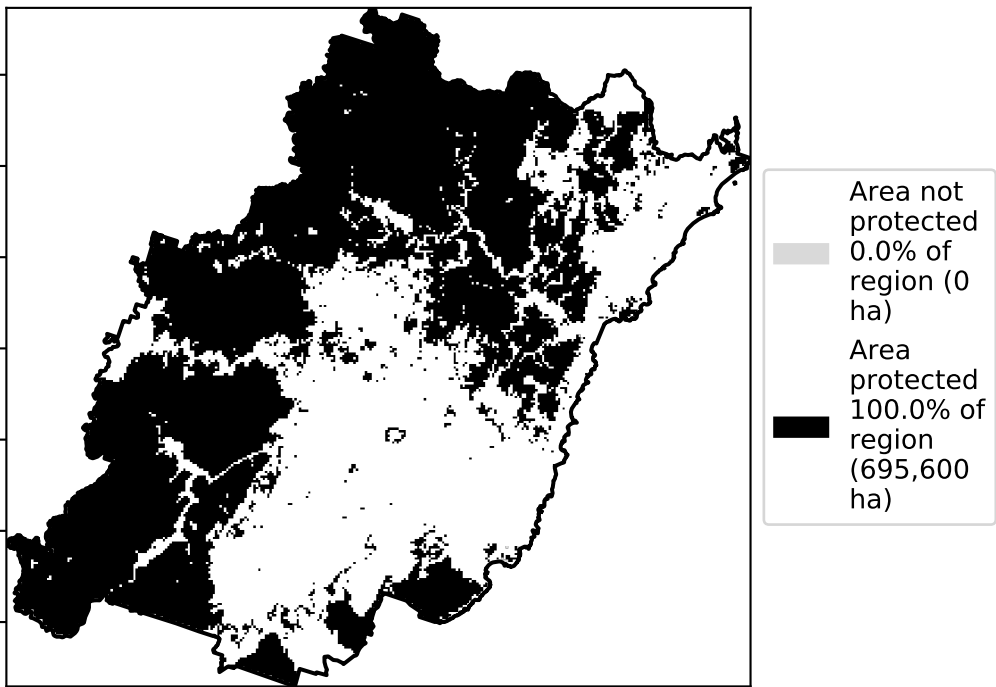 Area not
protected
0.0% of
region (0
ha)
Area
protected
100.0% of
region
(695,600
ha)